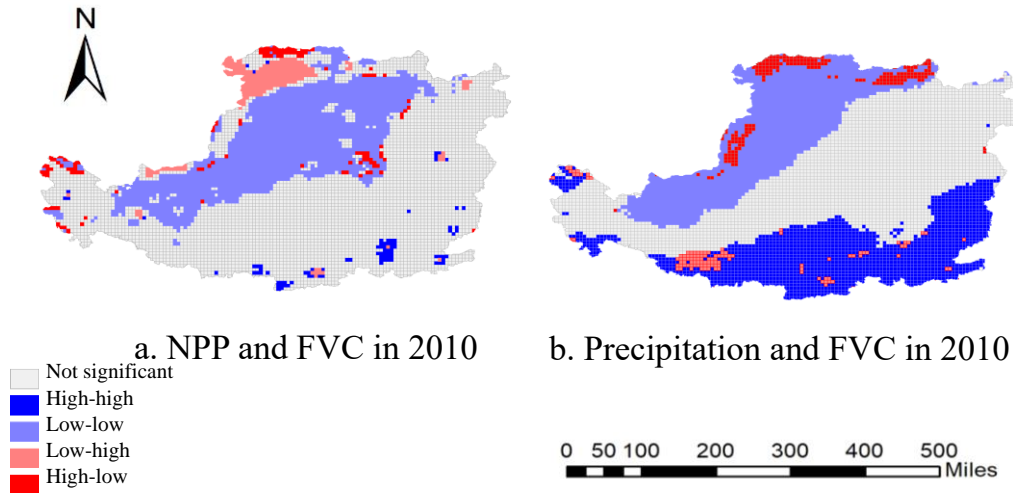 N
a. NPP and FVC in 2010
b. Precipitation and FVC in 2010
Not significant
High-high
Low-low
Low-high
High-low
0 50 100 200 300 400 500
Miles